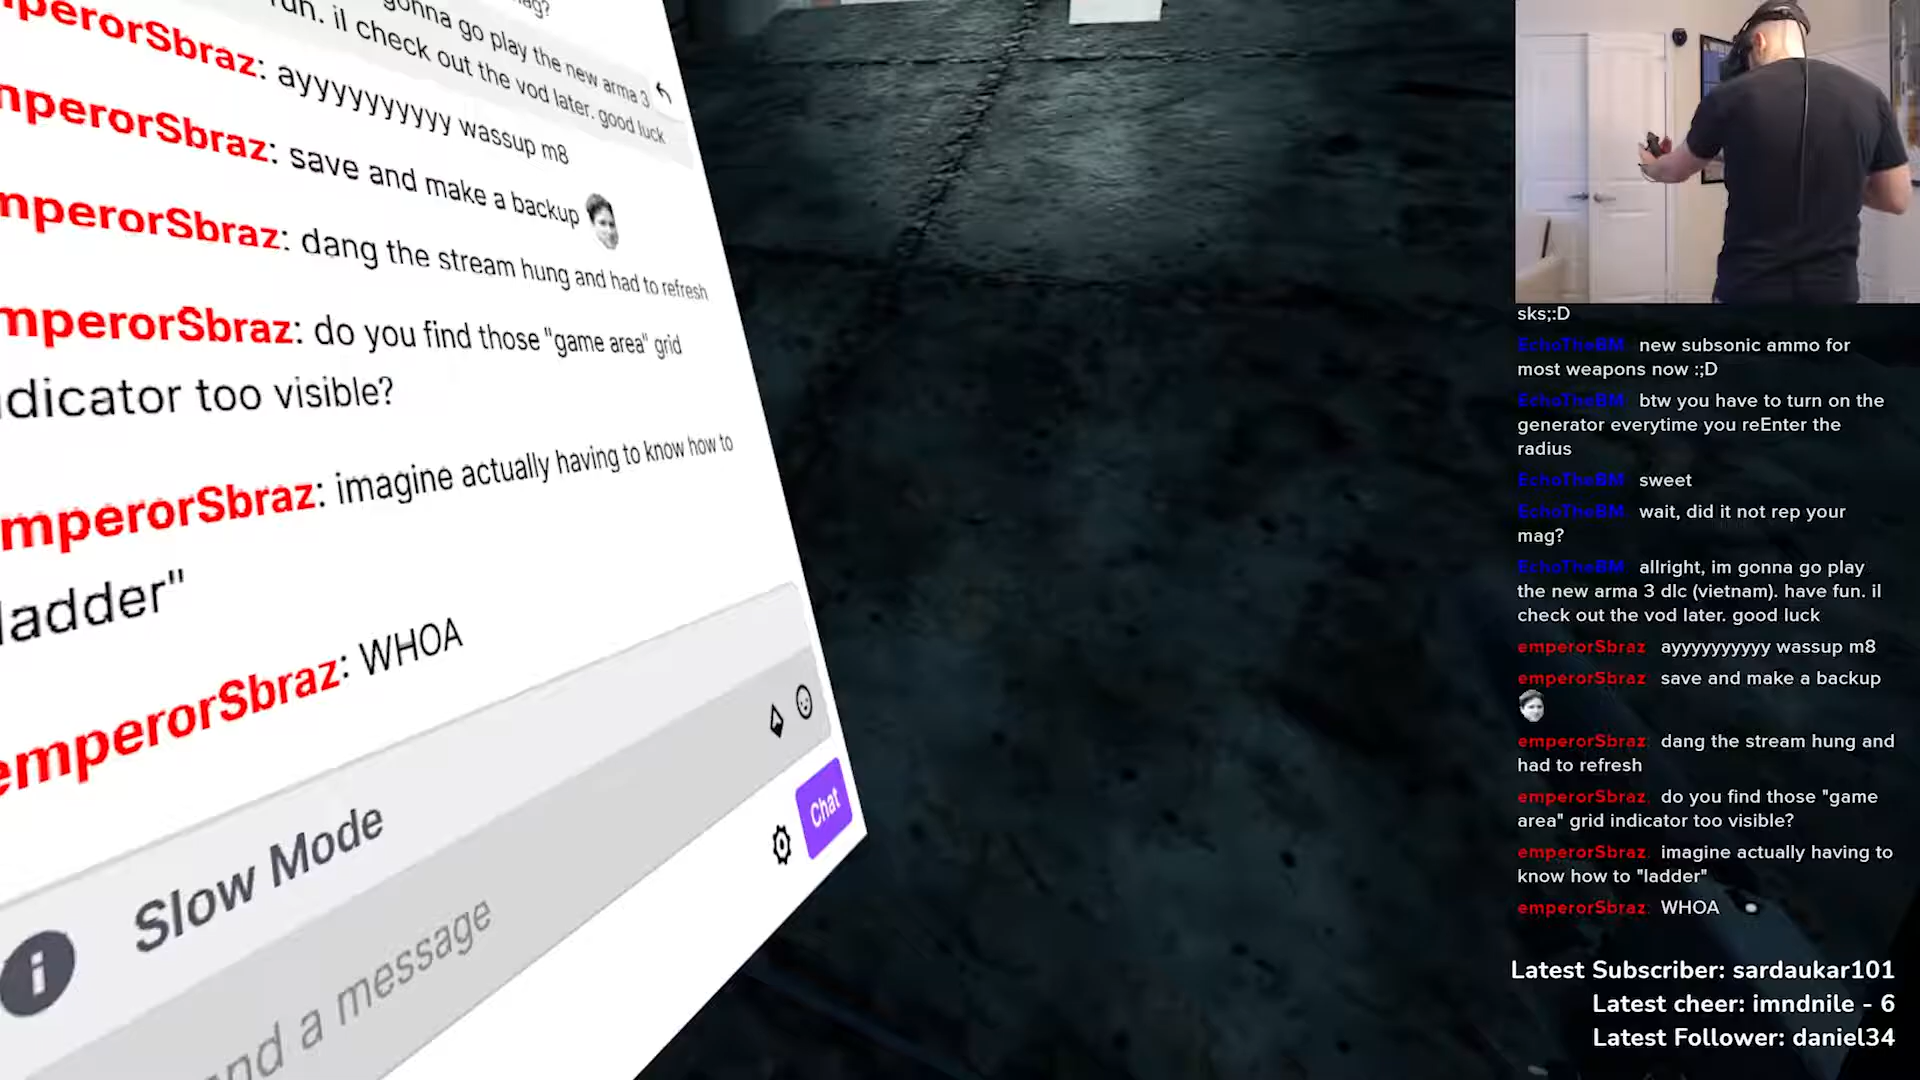 mag?
gonna go play the new arma 3
fun. il check out the vod later. good luck
mperorSbraz: ayyyyyyyyyy wassup m8
mperorSbraz: save and make a backup
mperorSbraz: dang the stream hung and had to refresh
mperorSbraz: do you find those "game area" grid
ndicator too visible?
emperorSbraz: imagine actually having to know how to
ladder"
emperorSbraz: WHOA
Slow Mode
end a message
Chat
sks;:D
EchoTheBM: new subsonic ammo for
most weapons now :;D
EchoTheBM: btw you have to turn on the
generator everytime you reEnter the
radius
EchoTheBM: sweet
EchoTheBM: wait, did it not rep your
mag?
EchoTheBM: allright, im gonna go play
the new arma 3 dlc (vietnam). have fun. il
check out the vod later. good luck
emperorSbraz: ayyyyyyyyyy wassup m8
emperorSbraz: save and make a backup
emperorSbraz: dang the stream hung and
had to refresh
emperorSbraz: do you find those "game
area" grid indicator too visible?
emperorSbraz: imagine actually having to
know how to "ladder"
emperorSbraz: WHOA
Latest Subscriber: sardaukar101
Latest cheer: imndnile - 6
Latest Follower: daniel34